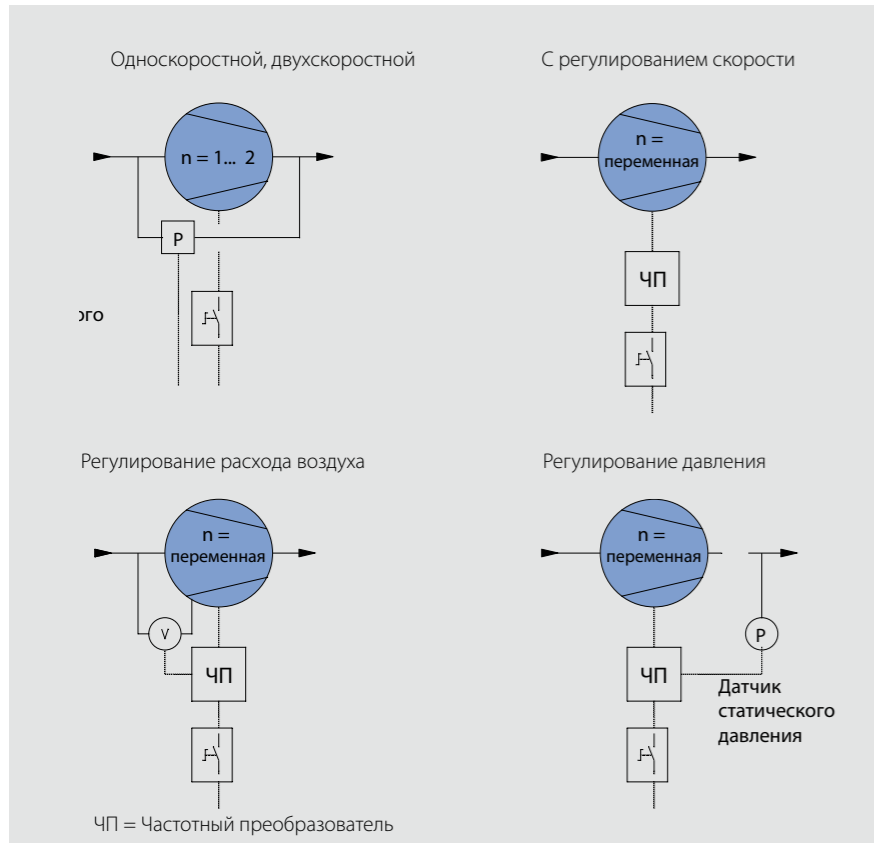 Односкоростной, двухскоростной
n = 1... 2
P
ого
С регулированием скорости
n =
переменная
ЧП
Регулирование расхода воздуха
n =
переменная
V
ЧП
Регулирование давления
n =
переменная
P
ЧП
Датчик
статического
давления
ЧП = Частотный преобразователь